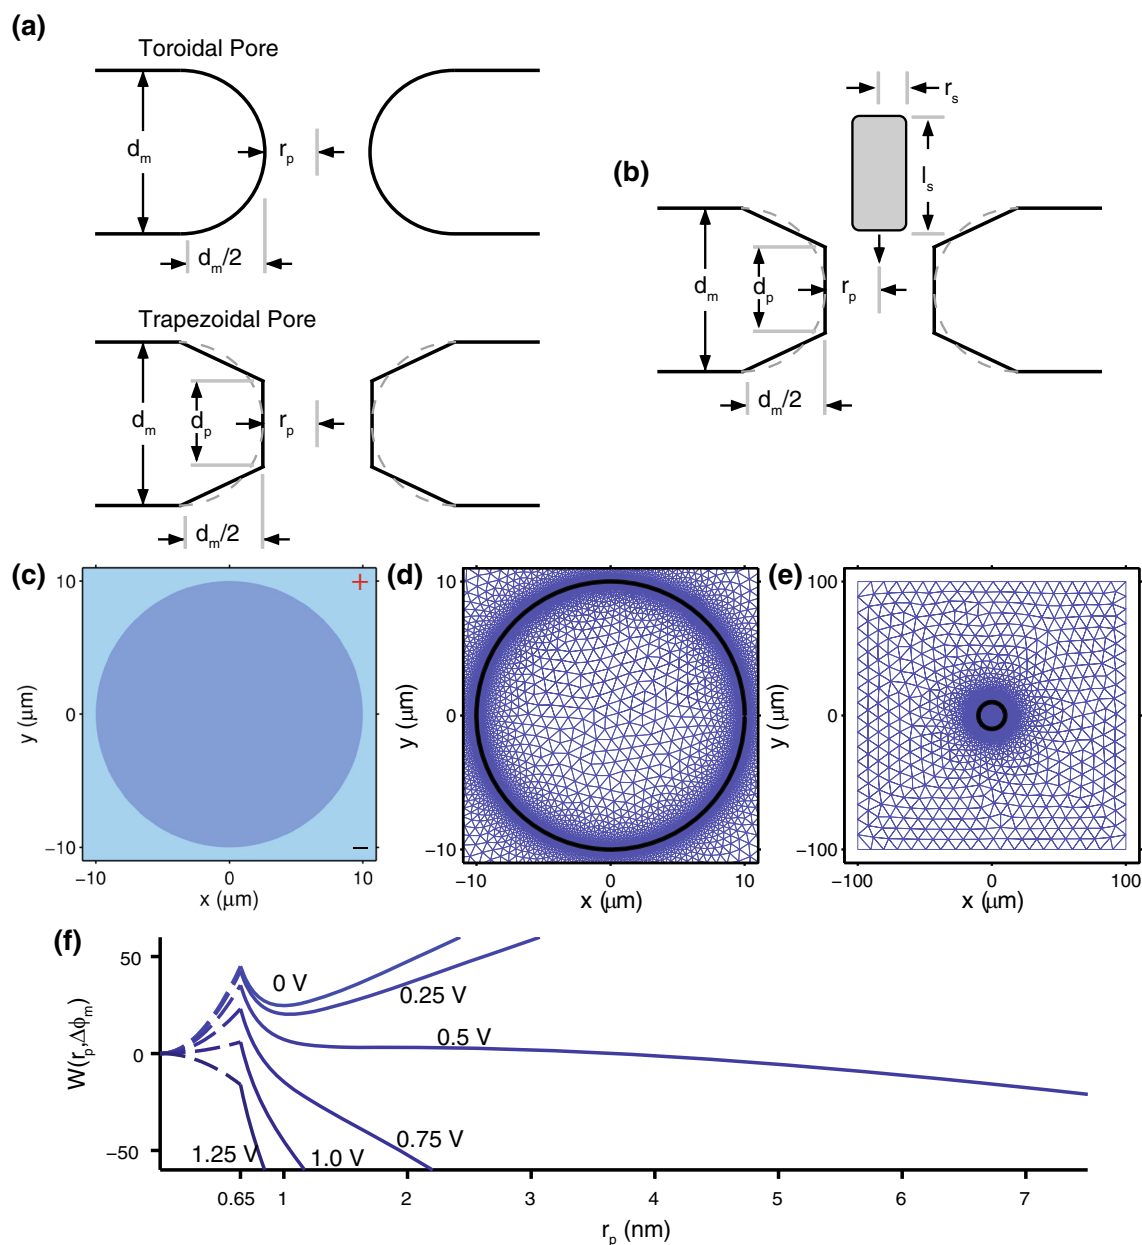 (a)
Toroidal Pore
d_m
r_p
d_m/2
Trapezoidal Pore
d_m
d_p
r_p
d_m/2
(b)
r_s
l_s
d_m
d_p
r_p
d_m/2
(c)
10
0
−10
−10 0 10
x (μm)
y (μm)
+
−
(d)
10
0
−10
−10 0 10
x (μm)
y (μm)
(e)
100
0
−100
−100 0 100
x (μm)
y (μm)
(f)
50
0
−50
W(r_p,Δϕ_m)
0 V
0.25 V
0.5 V
0.75 V
1.0 V
1.25 V
0.65 1 2 3 4 5 6 7
r_p (nm)